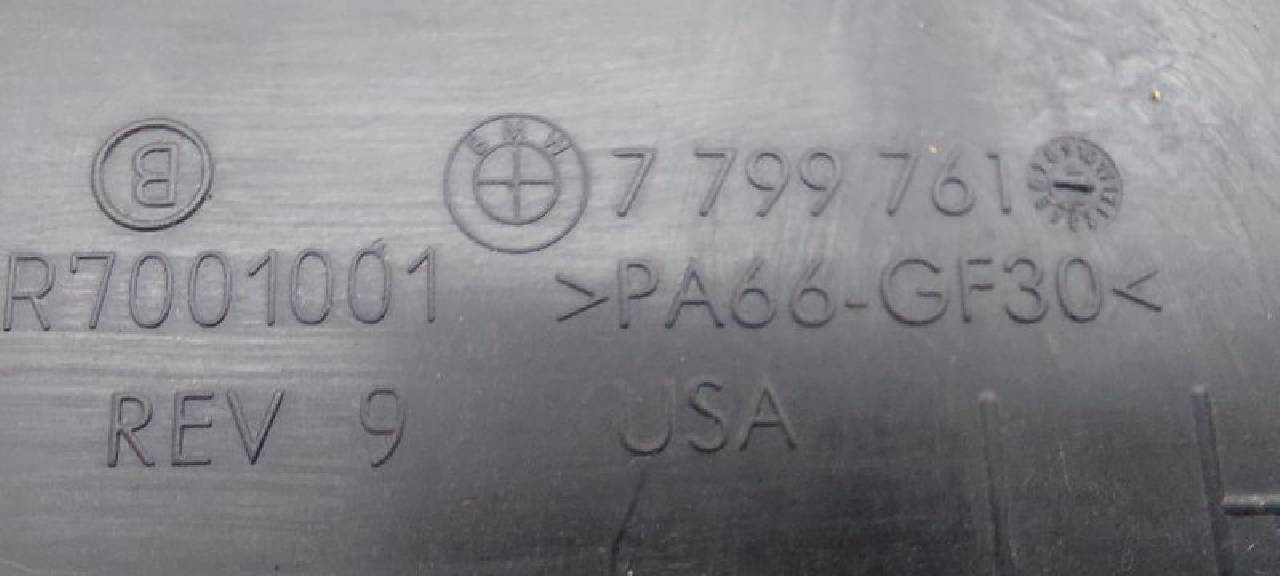 B BMW 7 799 761
R7001001 >PA66-GF30<
REV 9 USA